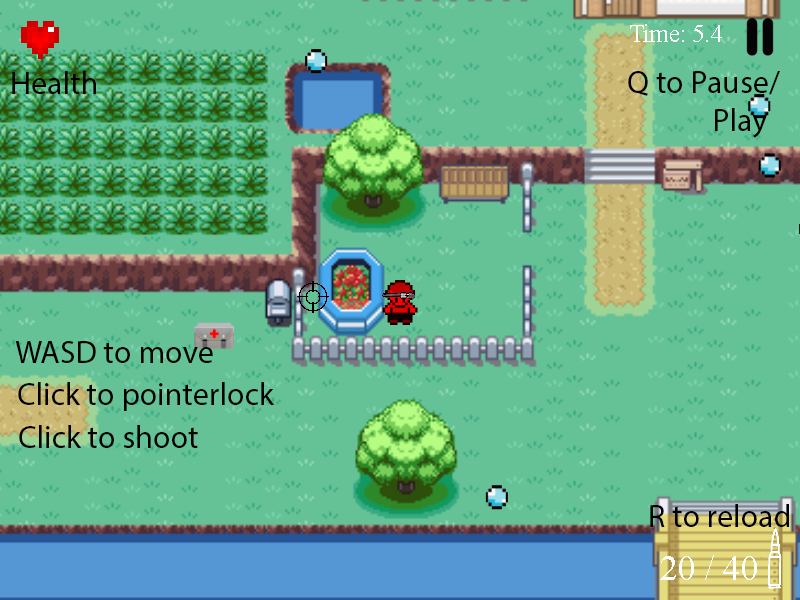 Time: 5.4
Health
Q to Pause/
Play
WASD to move
Click to pointerlock
Click to shoot
R to reload
20 / 40